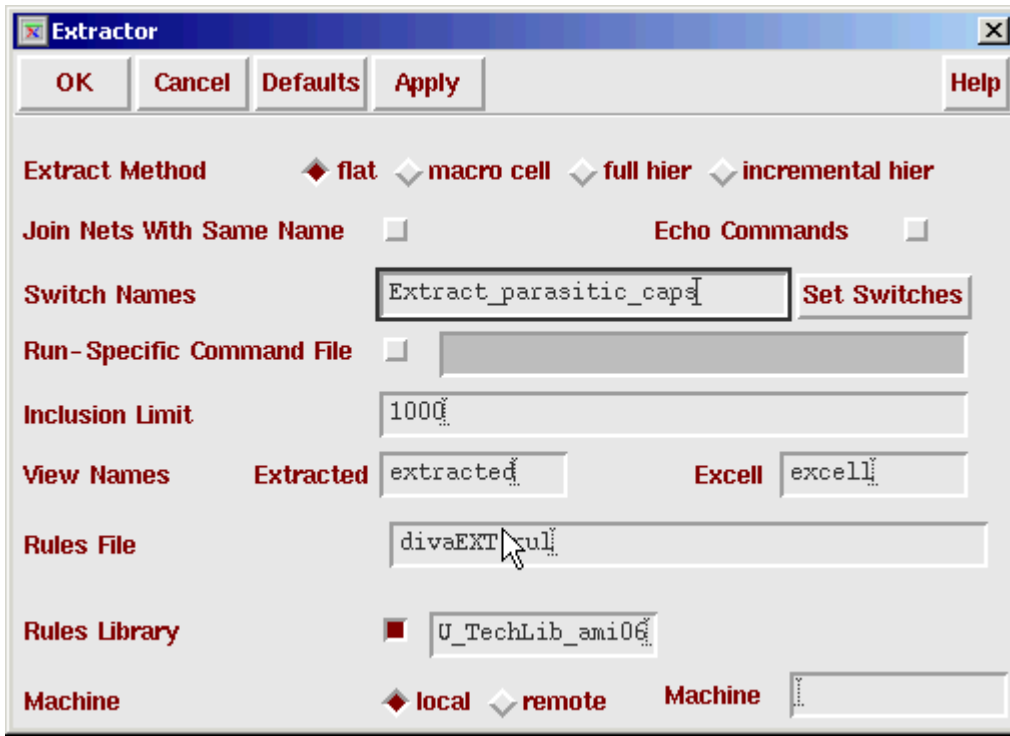 Extractor
OK Cancel Defaults Apply Help
Extract Method flat macro cell full hier incremental hier
Join Nets With Same Name Echo Commands
Switch Names Extract_parasitic_caps Set Switches
Run-Specific Command File
Inclusion Limit 1000
View Names Extracted extracted Excell excell
Rules File
Rules Library U_TechLib_ami06
Machine local remote Machine